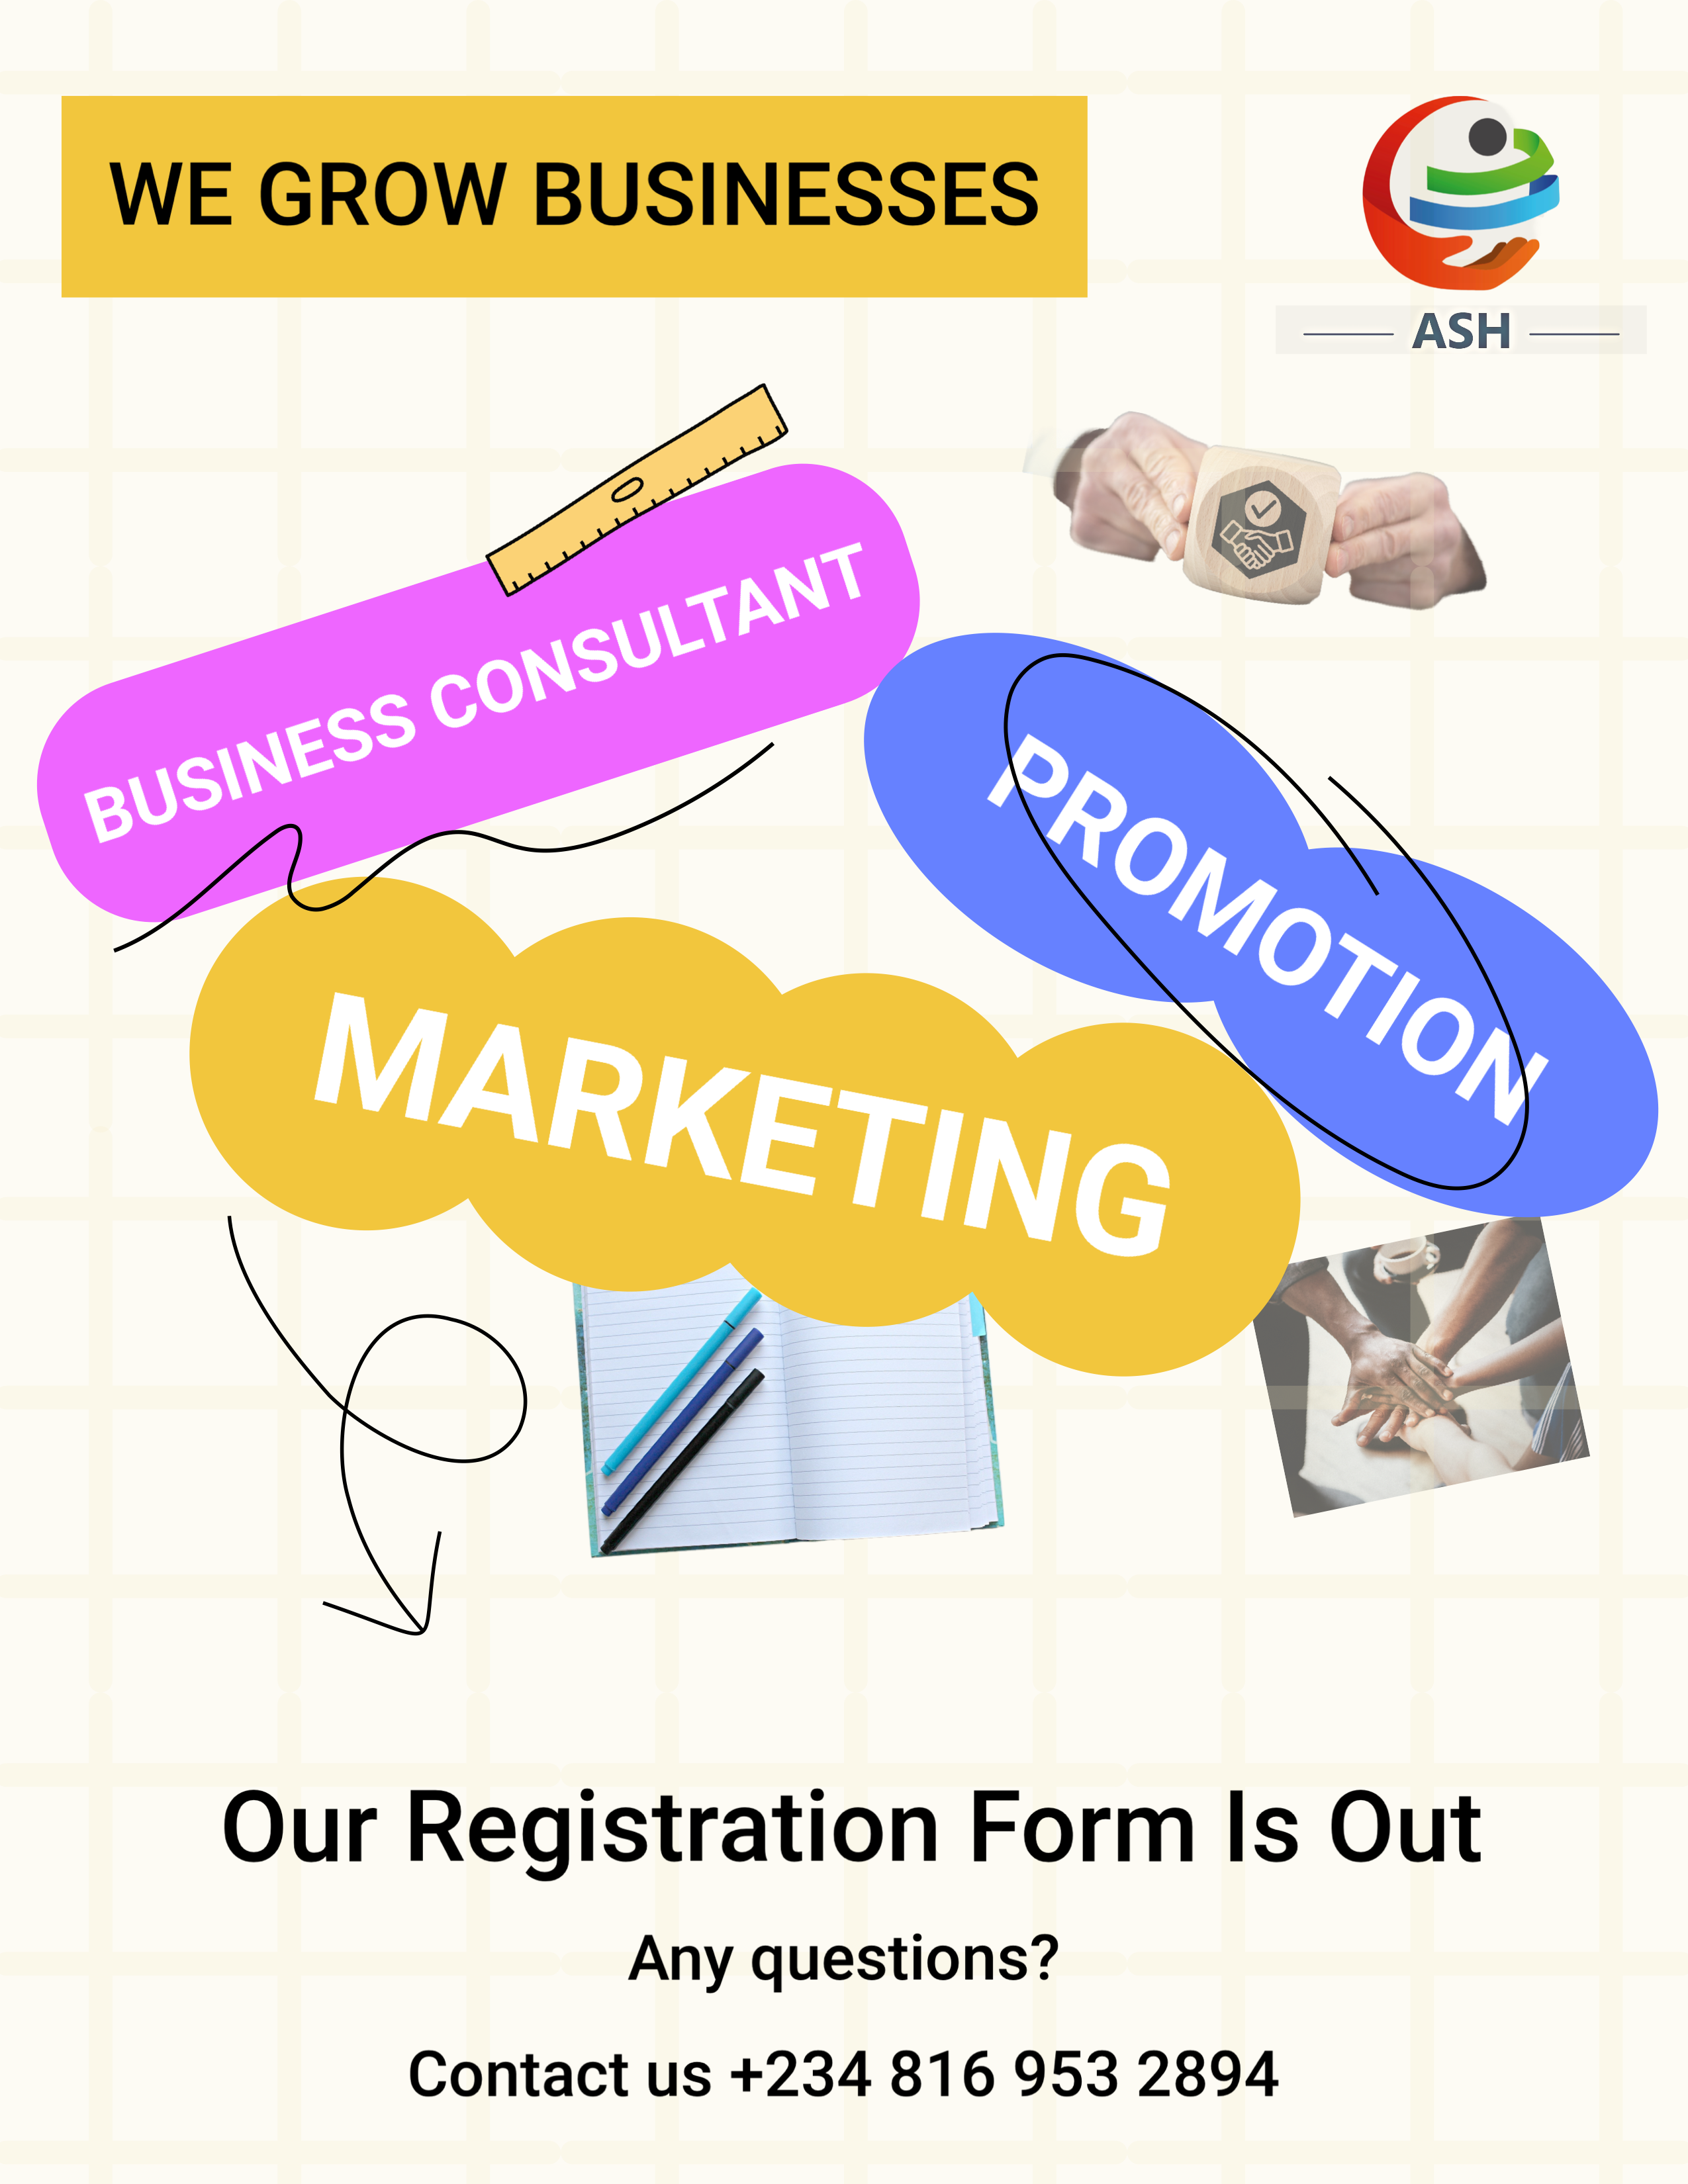 WE GROW BUSINESSES
ASH
BUSINESS CONSULTANT
PROMOTION
MARKETING
Our Registration Form Is Out
Any questions?
Contact us +234 816 953 2894